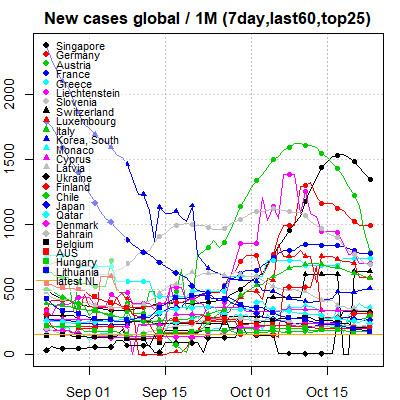 New cases global / 1M (7day,last60,top25)
Singapore
Germany
Austria
France
Greece
Liechtenstein
Slovenia
Switzerland
Luxembourg
Italy
Korea, South
Monaco
Cyprus
Latvia
Ukraine
Finland
Chile
Japan
Qatar
Denmark
Bahrain
Belgium
AUS
Hungary
Lithuania
latest NL
0
500
1000
1500
2000
Sep 01
Sep 15
Oct 01
Oct 15